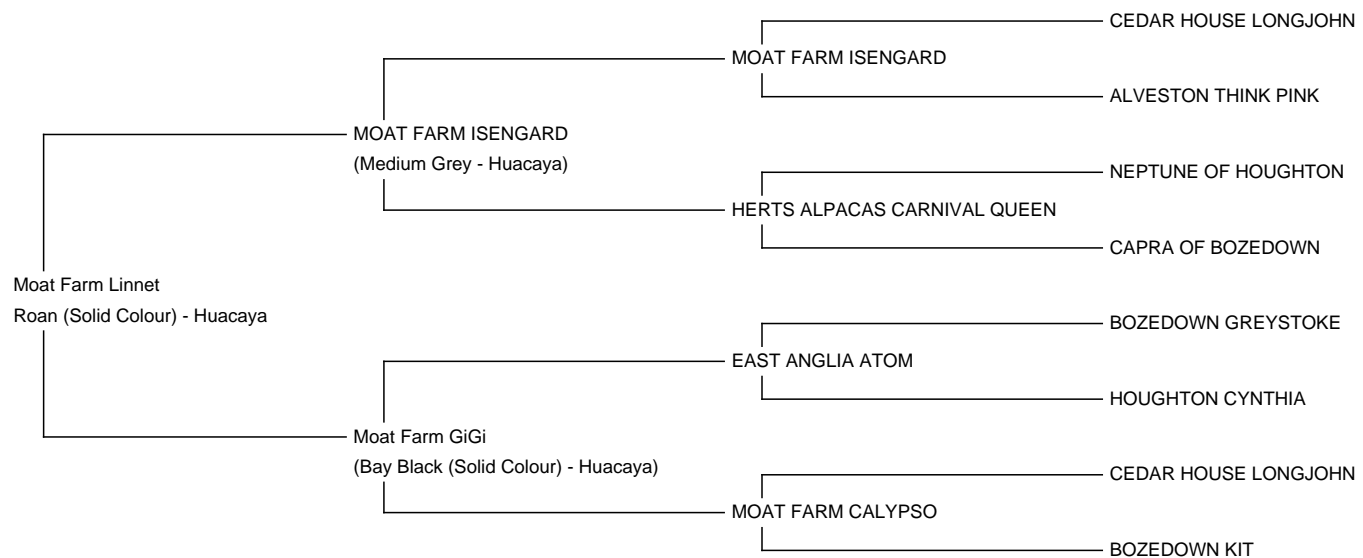 CEDAR HOUSE LONGJOHN
MOAT FARM ISENGARD
ALVESTON THINK PINK
MOAT FARM ISENGARD
(Medium Grey - Huacaya)
NEPTUNE OF HOUGHTON
HERTS ALPACAS CARNIVAL QUEEN
CAPRA OF BOZEDOWN
Moat Farm Linnet
Roan (Solid Colour) - Huacaya
BOZEDOWN GREYSTOKE
EAST ANGLIA ATOM
HOUGHTON CYNTHIA
Moat Farm GiGi
(Bay Black (Solid Colour) - Huacaya)
CEDAR HOUSE LONGJOHN
MOAT FARM CALYPSO
BOZEDOWN KIT